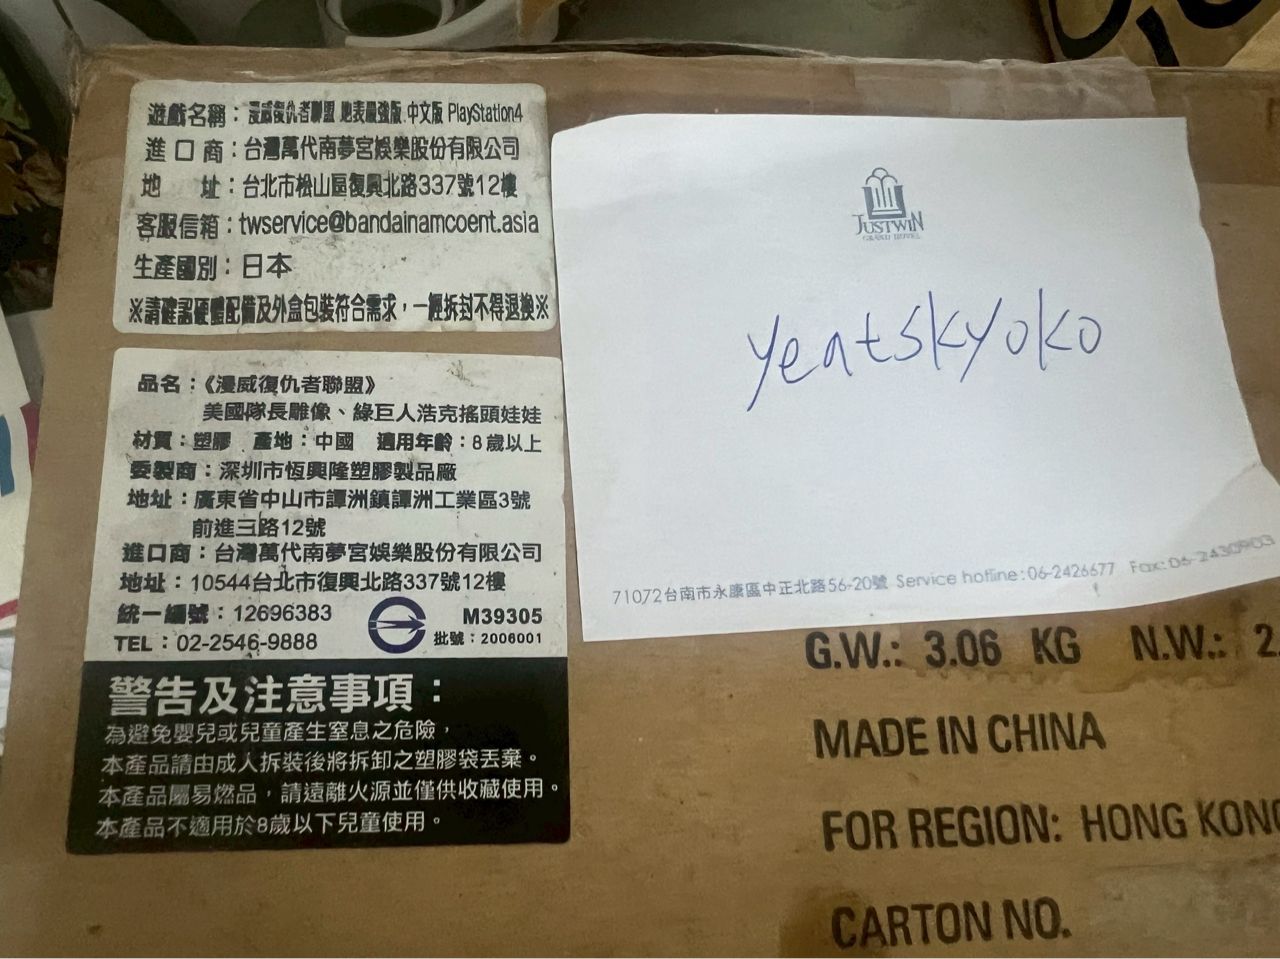 遊戲名稱：漫威復仇者聯盟 地表最強版 中文版 PlayStation4
進口商：台灣萬代南夢宮娛樂股份有限公司
地 址：台北市松山區復興北路337號12樓
客服信箱：twservice@bandainamcoent.asia
生產國別：日本
※請確認硬體配備及外盒包裝符合需求，一經拆封不得退換※
品名：《漫威復仇者聯盟》
美國隊長雕像、綠巨人浩克搖頭娃娃
材質：塑膠 產地：中國 適用年齡：8歲以上
委製商：深圳市恆興隆塑膠製品廠
地址：廣東省中山市譚洲鎮譚洲工業區3號
前進三路12號
進口商：台灣萬代南夢宮娛樂股份有限公司
地址：10544台北市復興北路337號12樓
統一編號：12696383
TEL：02-2546-9888
M39305
批號：2006001
警告及注意事項：
為避免嬰兒或兒童產生窒息之危險，
本產品請由成人拆裝後將拆卸之塑膠袋丟棄。
本產品屬易燃品，請遠離火源並僅供收藏使用。
本產品不適用於8歲以下兒童使用。
JUSTWIN
GRAND HOTEL
yeatskyoko
71072台南市永康區中正北路56-20號 Service hotline:06-2426677 Fax:06-2430903
G.W.: 3.06 KG N.W.: 2.
MADE IN CHINA
FOR REGION: HONG KONG
CARTON NO.